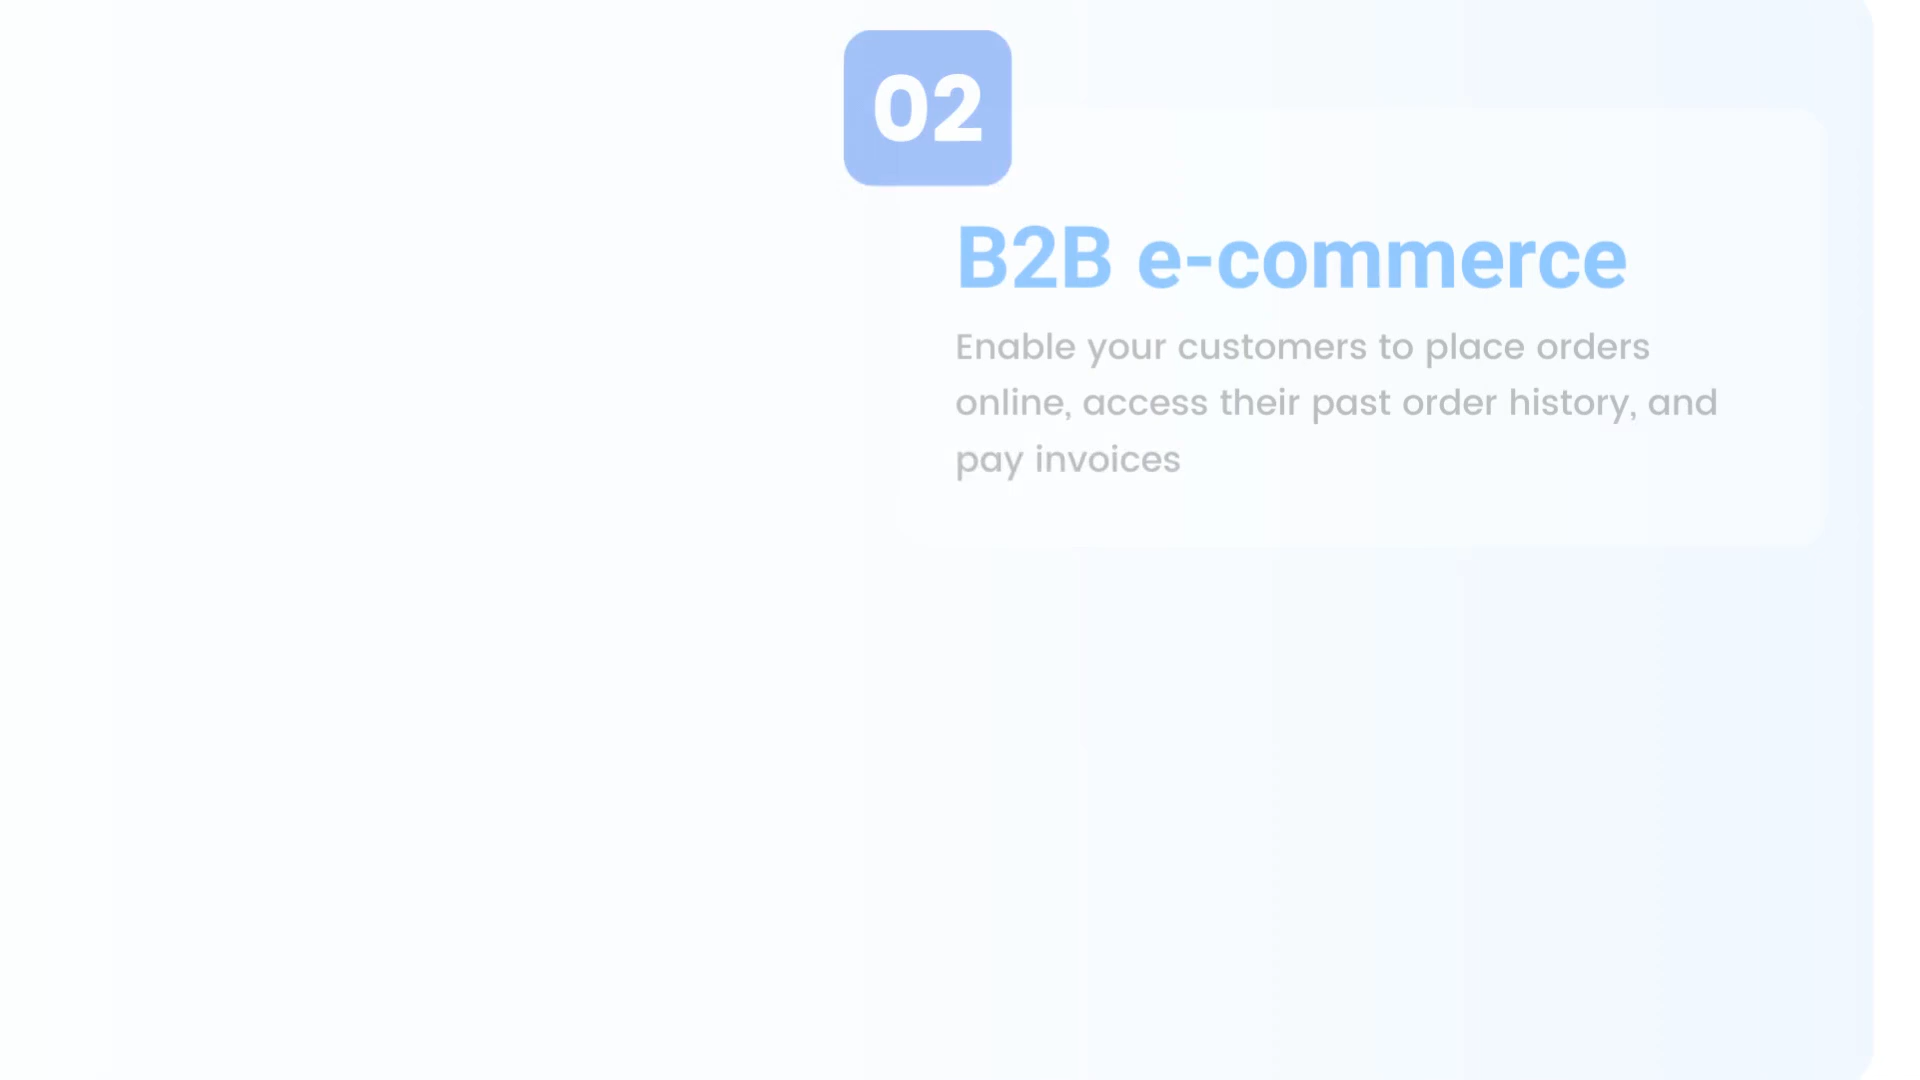 02
B2B e-commerce
Enable your customers to place orders
online, access their past order history, and
pay invoices